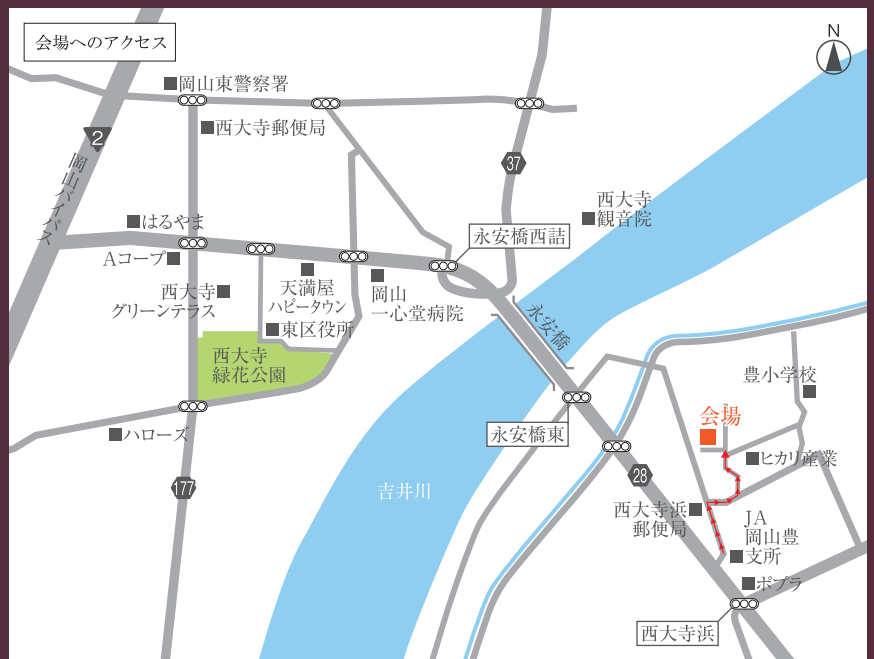 会場へのアクセス
N
岡山東警察署
西大寺郵便局
2
岡山バイパス
37
西大寺
観音院
はるやま
永安橋西詰
Aコープ
天満屋
ハピータウン
岡山
一心堂病院
西大寺
グリーンテラス
東区役所
永安橋
西大寺
緑花公園
豊小学校
会場
永安橋東
ハローズ
ヒカリ産業
177
吉井川
28
西大寺浜
郵便局
JA
岡山豊
支所
ポプラ
西大寺浜